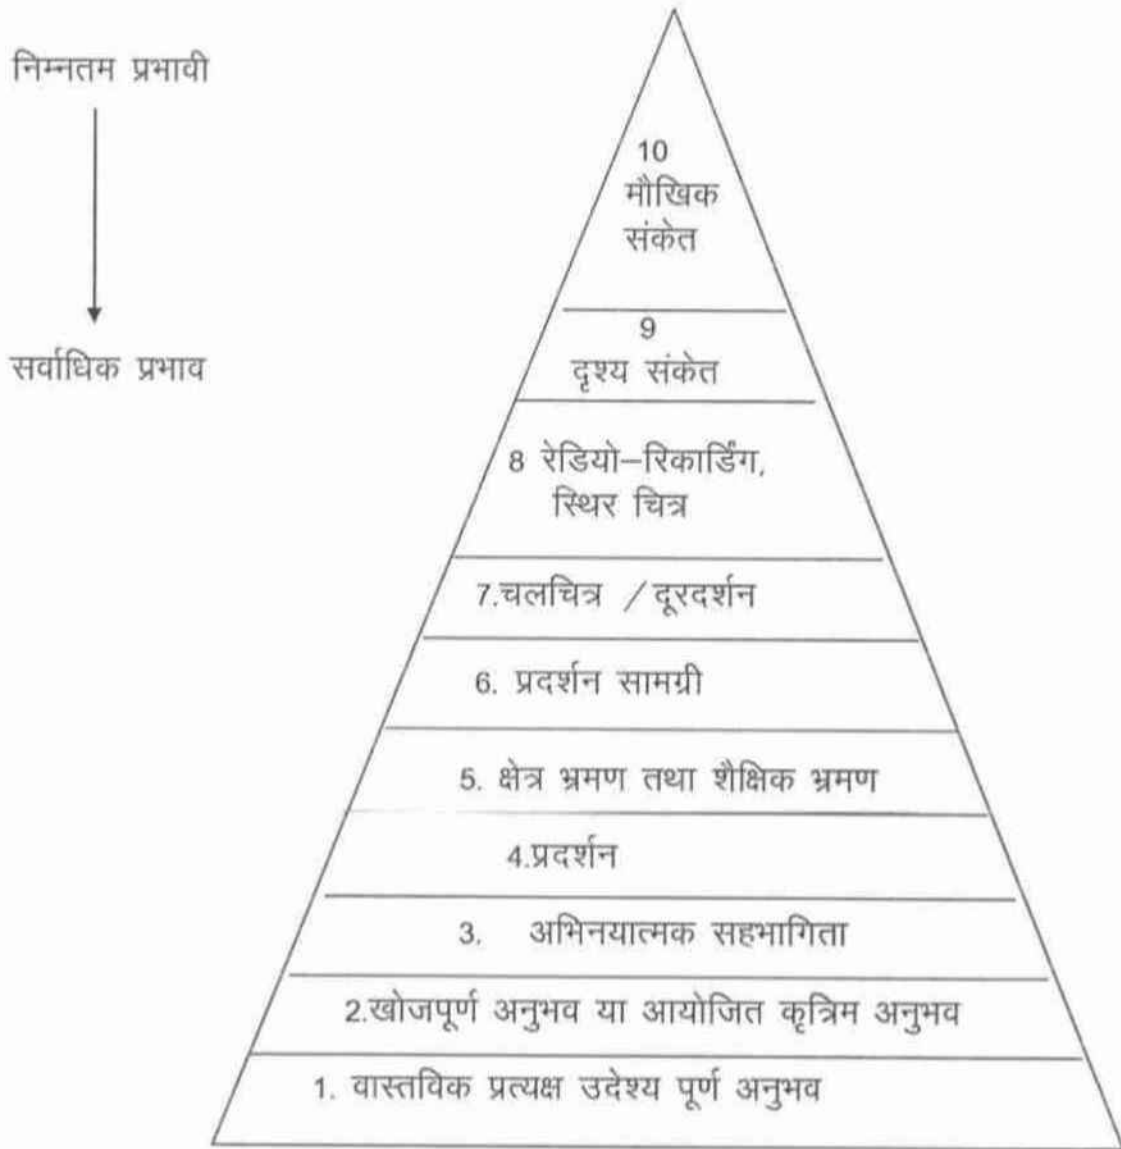 निम्नतम प्रभावी
सर्वाधिक प्रभाव
10
मौखिक
संकेत
9
दृश्य संकेत
8 रेडियो–रिकार्डिंग,
स्थिर चित्र
7.चलचित्र / दूरदर्शन
6. प्रदर्शन सामग्री
5. क्षेत्र भ्रमण तथा शैक्षिक भ्रमण
4.प्रदर्शन
3. अभिनयात्मक सहभागिता
2.खोजपूर्ण अनुभव या आयोजित कृत्रिम अनुभव
1. वास्तविक प्रत्यक्ष उदेश्य पूर्ण अनुभव